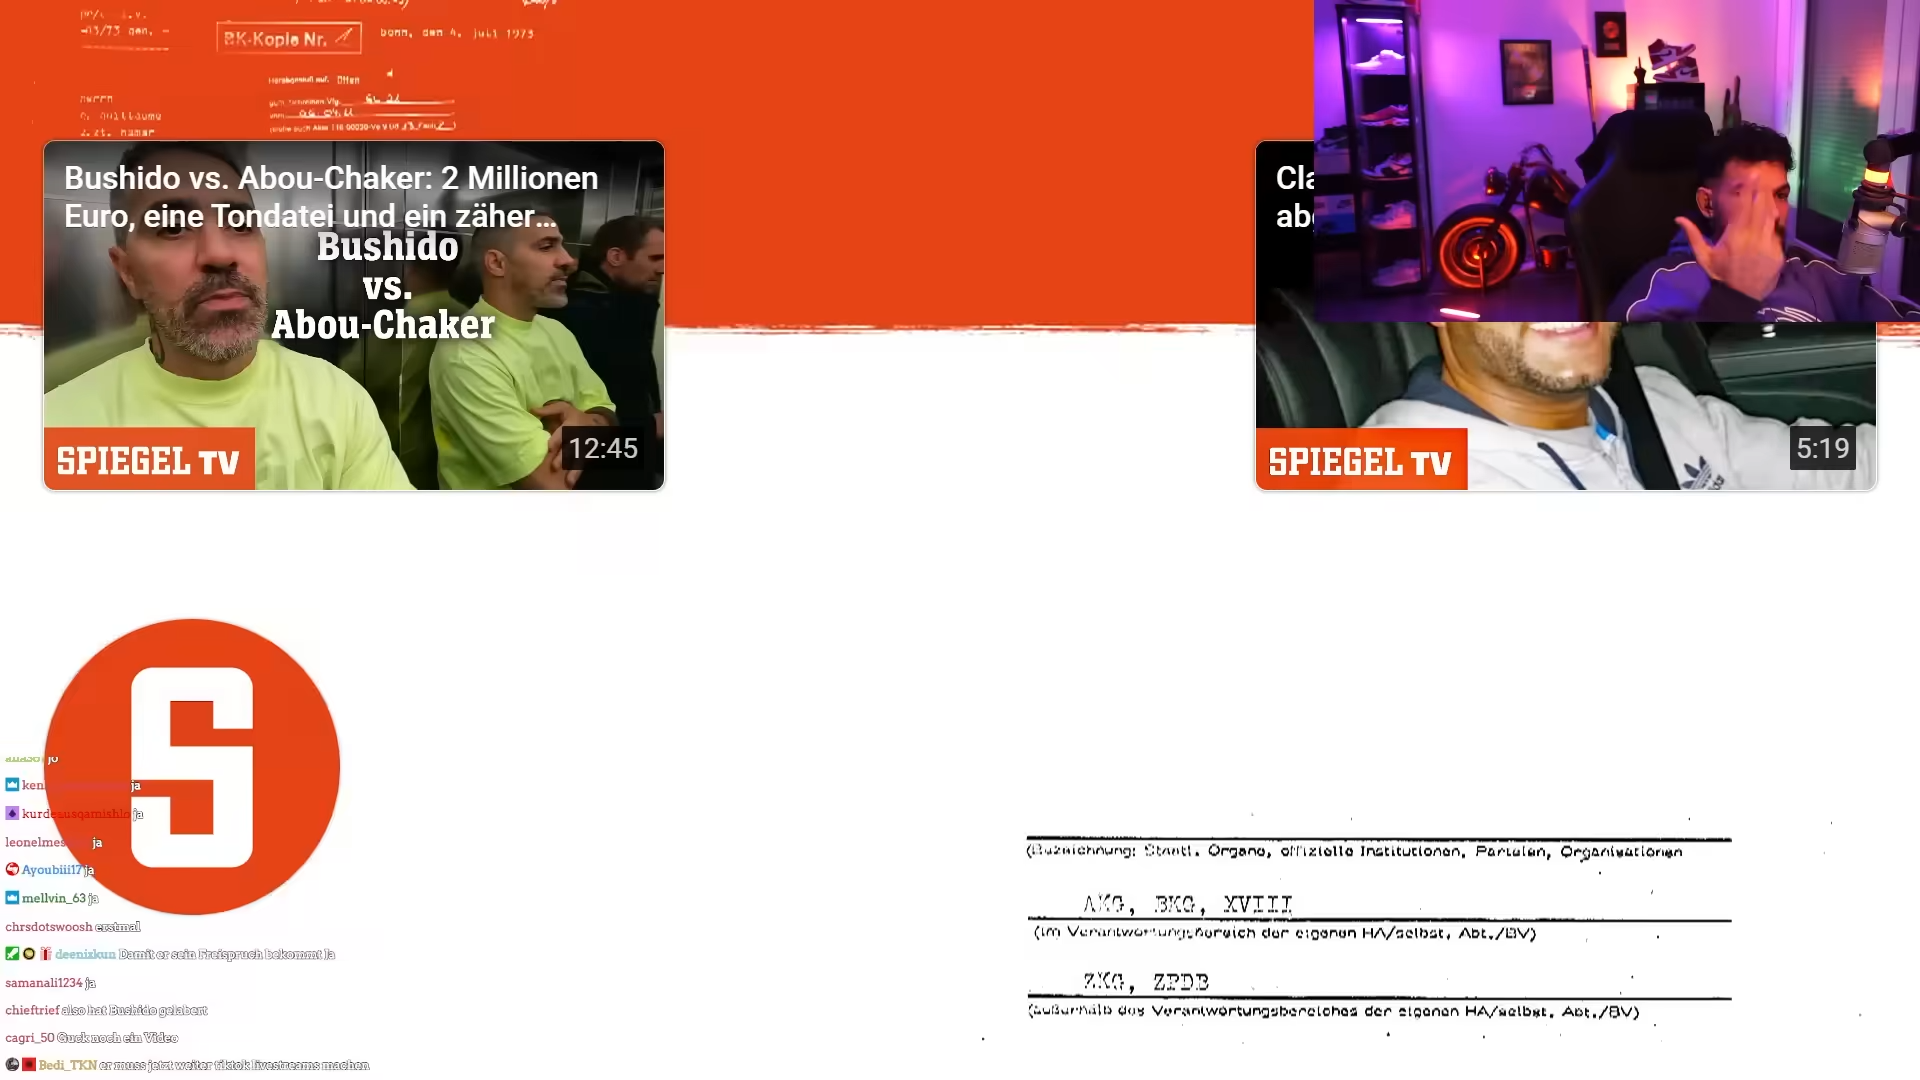 BK-Kopie Nr.
bonn, den 4. juli 1973
Bushido vs. Abou-Chaker: 2 Millionen
Euro, eine Tondatei und ein zäher...
Bushido
vs.
Abou-Chaker
SPIEGEL TV
12:45
SPIEGEL TV
5:19
S
jo
ja
ja
ja
Ayoubiii17 ja
mellvin_63 ja
chrsdotswoosh erstmal
deenizkun Damit er sein Freispruch bekommt Ja
samanali1234 ja
chieftrief also hat Bushido gelabert
cagri_50 Guck noch ein Video
Bedi_TKN er muss jetzt weiter tiktok livestreams machen
(Bezeichnung: Staatl. Organe, offizielle Institutionen, Parteien, Organisationen
AKG, BKG, XVIII
(im Verantwortungsbereich der eigenen HA/selbst. Abt./BV)
ZKG, ZPDB
(außerhalb des Verantwortungsbereiches der eigenen HA/selbst. Abt./BV)